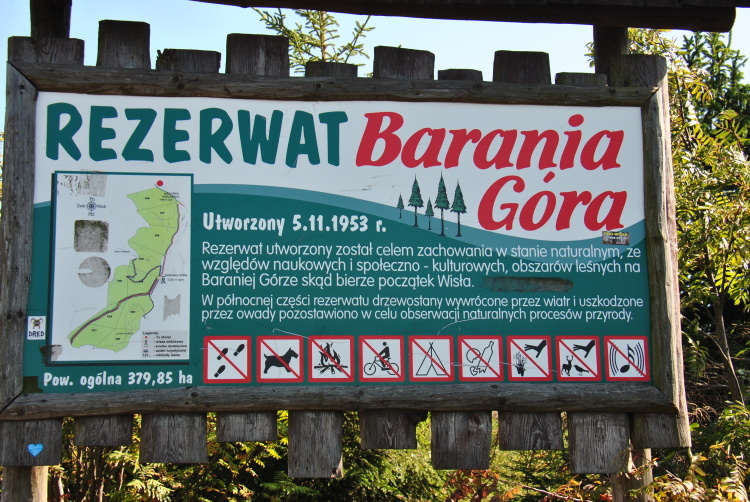 REZERWAT Barania
Góra
Utworzony 5.11.1953 r.
Rezerwat utworzony został celem zachowania w stanie naturalnym, ze
względów naukowych i społeczno - kulturowych, obszarów leśnych na
Baraniej Górze skąd bierze początek Wisła.
W północnej części rezerwatu drzewostany wywrócone przez wiatr i uszkodzone
przez owady pozostawiono w celu obserwacji naturalnych procesów przyrody.
Legenda:
DRED
Pow. ogólna 379,85 ha